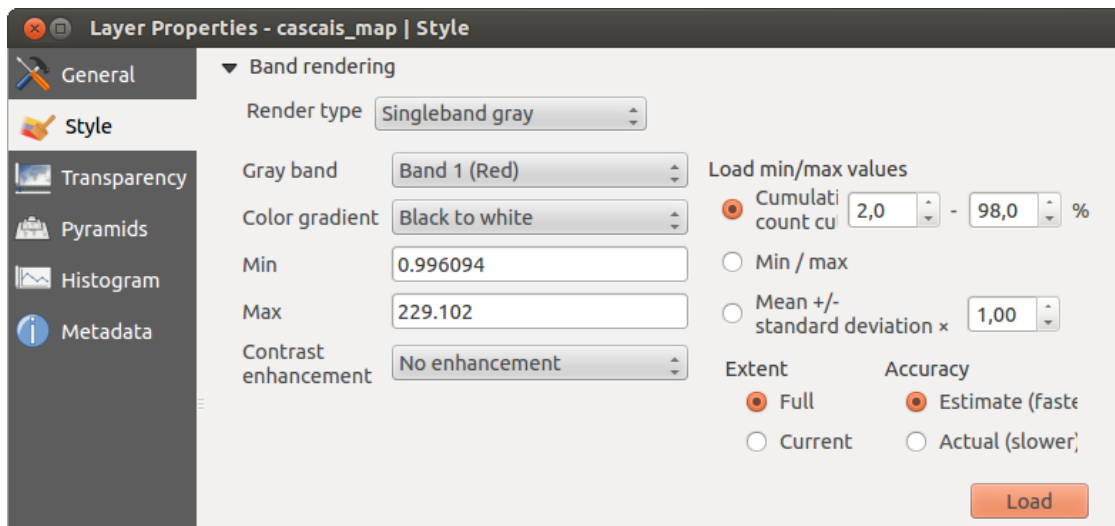 Layer Properties - cascais_map | Style
General
Style
Transparency
Pyramids
Histogram
Metadata
Band rendering
Render type Singleband gray
Gray band Band 1 (Red)
Color gradient Black to white
Min 0.996094
Max 229.102
Contrast
enhancement No enhancement
Load min/max values
Cumulati
count cu 2,0 - 98,0 %
Min / max
Mean +/-
standard deviation × 1,00
Extent Accuracy
Full Estimate (faste
Current Actual (slower)
Load